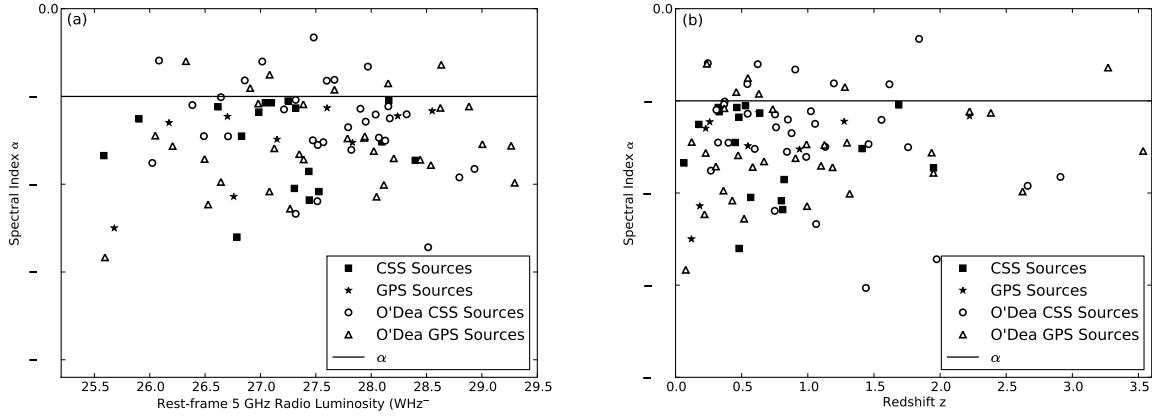 (a)
0.0
–
–
–
–
Spectral Index α
CSS Sources
GPS Sources
O'Dea CSS Sources
O'Dea GPS Sources
α
25.5 26.0 26.5 27.0 27.5 28.0 28.5 29.0 29.5
Rest-frame 5 GHz Radio Luminosity (WHz–
(b)
0.0
–
–
–
–
Spectral Index α
CSS Sources
GPS Sources
O'Dea CSS Sources
O'Dea GPS Sources
α
0.0 0.5 1.0 1.5 2.0 2.5 3.0 3.5
Redshift z